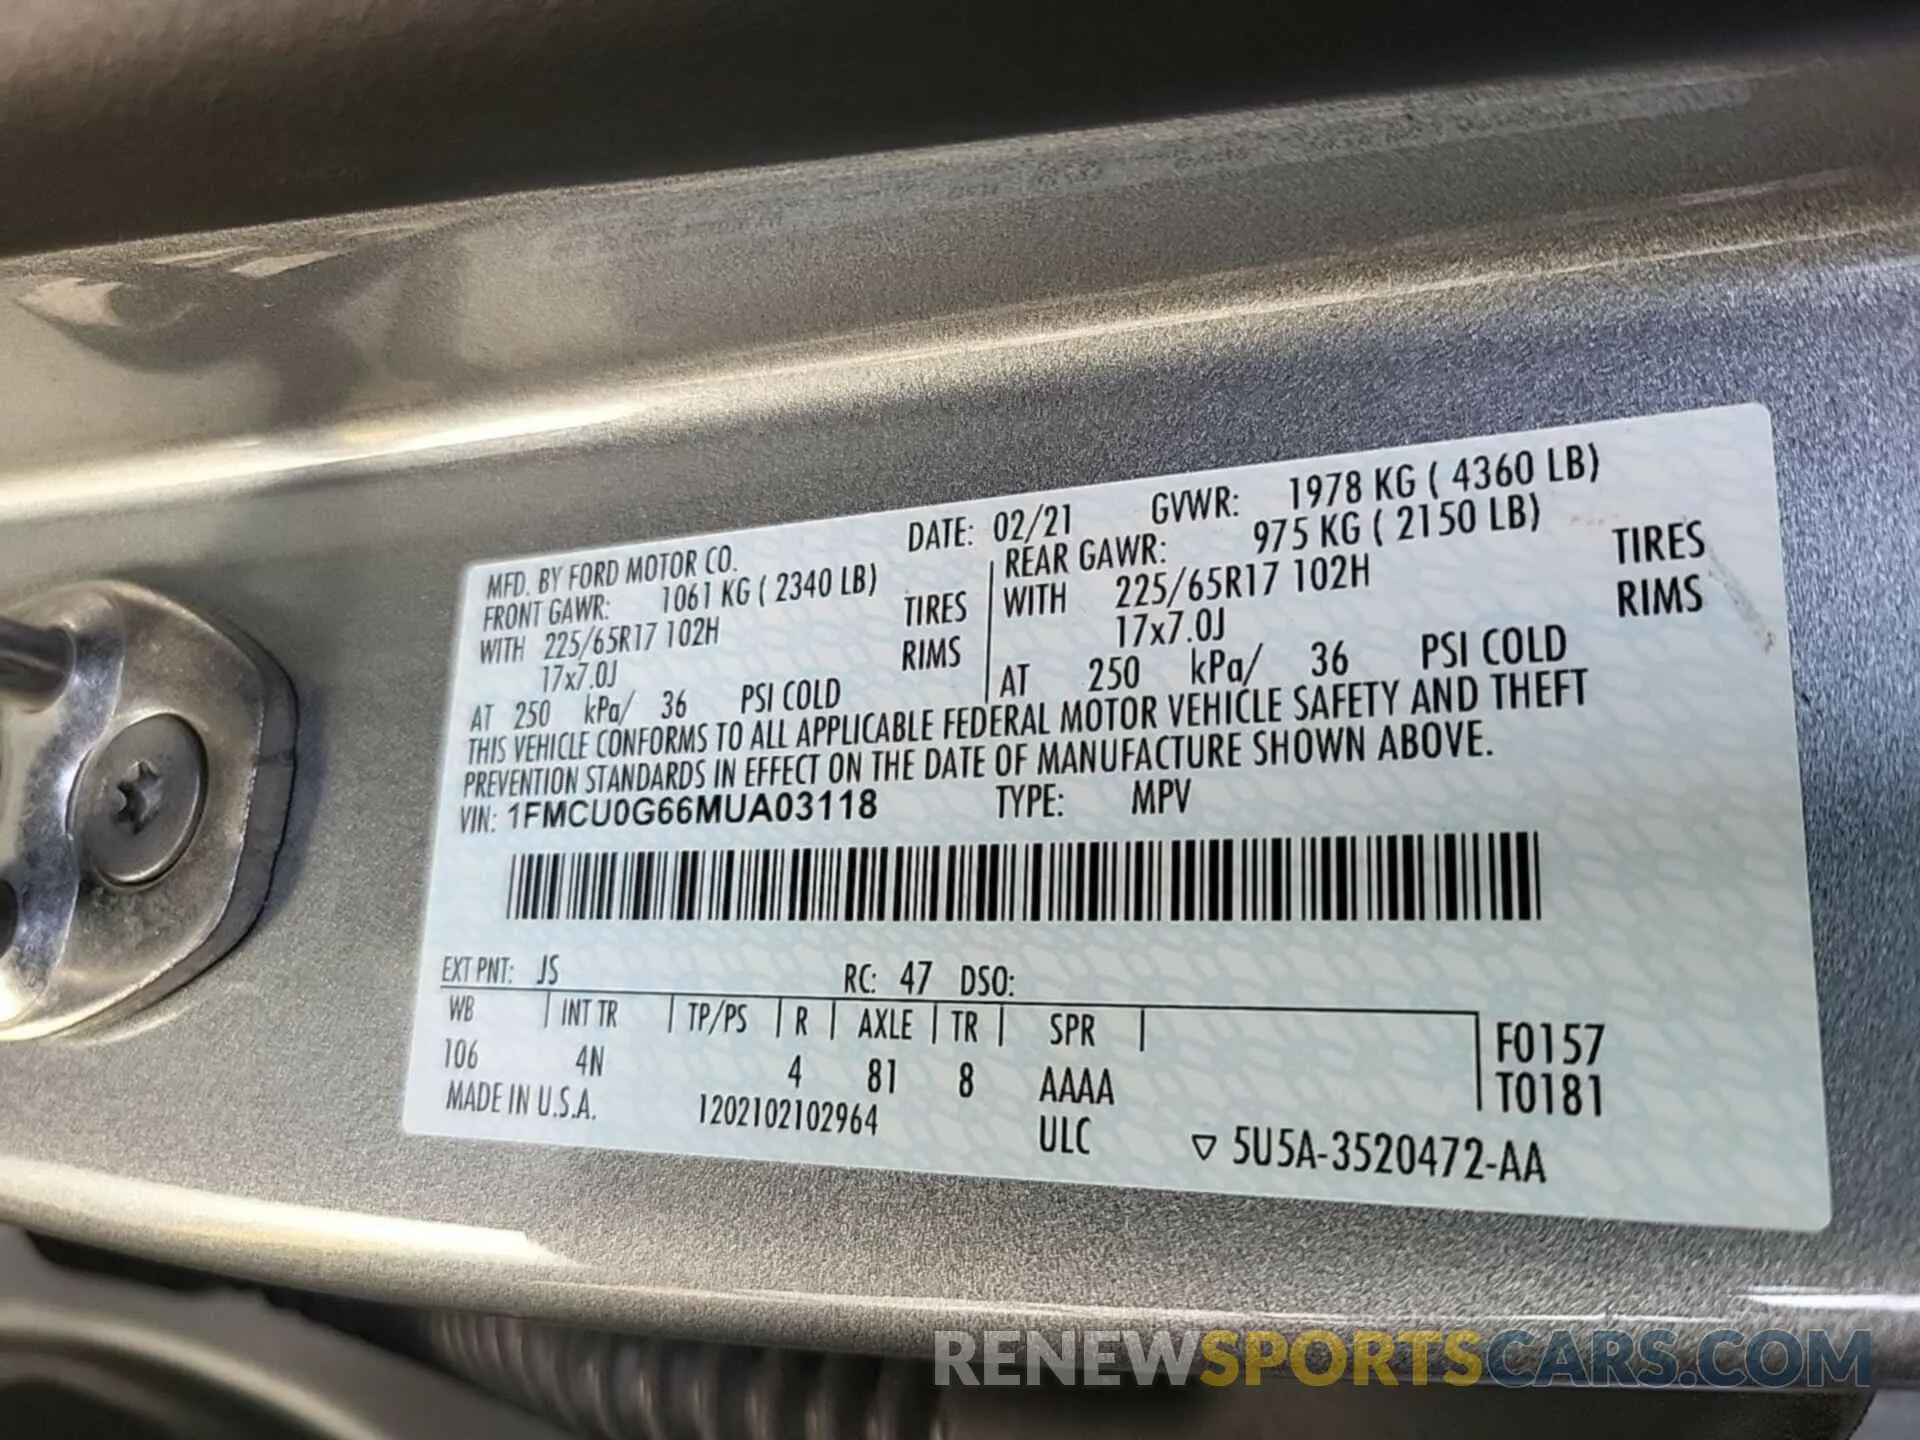 MFD. BY FORD MOTOR CO. DATE: 02/21 GVWR: 1978 KG ( 4360 LB)
FRONT GAWR: 1061 KG ( 2340 LB) REAR GAWR: 975 KG ( 2150 LB)
WITH 225/65R17 102H TIRES WITH 225/65R17 102H TIRES
17x7.0J RIMS 17x7.0J RIMS
AT 250 kPa/ 36 PSI COLD AT 250 kPa/ 36 PSI COLD
THIS VEHICLE CONFORMS TO ALL APPLICABLE FEDERAL MOTOR VEHICLE SAFETY AND THEFT
PREVENTION STANDARDS IN EFFECT ON THE DATE OF MANUFACTURE SHOWN ABOVE.
VIN: 1FMCU0G66MUA03118 TYPE: MPV
EXT PNT: JS RC: 47 DSO:
WB INT TR TP/PS R AXLE TR SPR F0157
106 4N 4 81 8 AAAA T0181
MADE IN U.S.A. 1202102102964 ULC ▽ 5U5A-3520472-AA
RENEWSPORTSCARS.COM